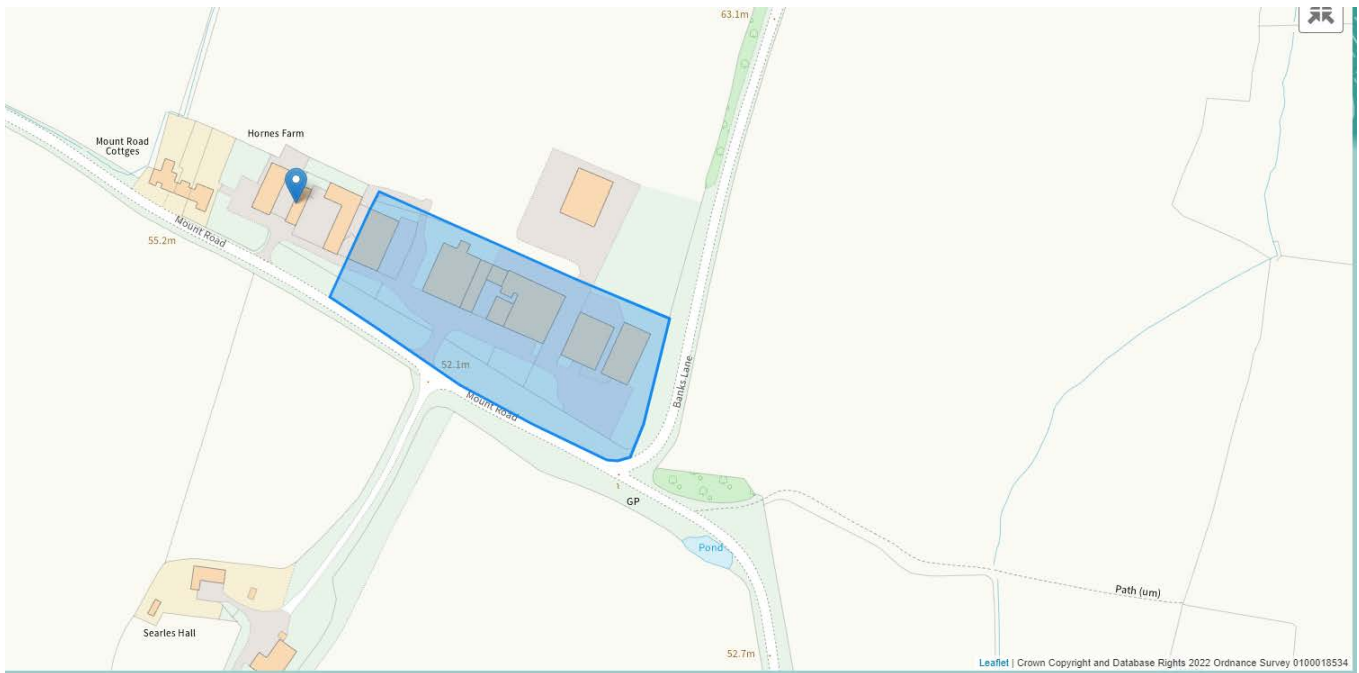 63.1m
Hornes Farm
Mount Road
Cottges
Mount Road
55.2m
52.1m
Mount Road
Banks Lane
GP
Pond
Path (um)
Searles Hall
52.7m
Leaflet | Crown Copyright and Database Rights 2022 Ordnance Survey 0100018534